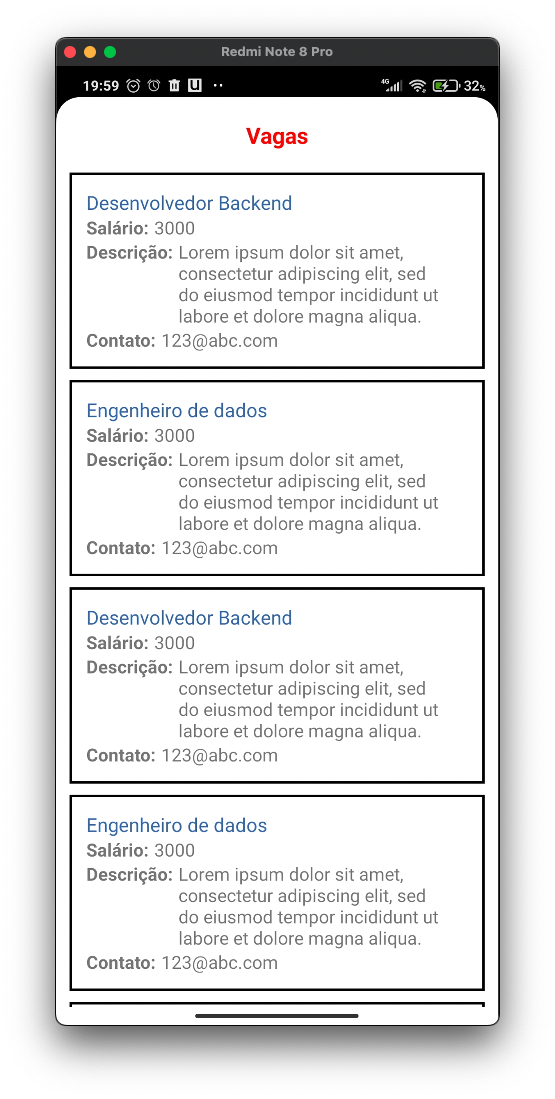 Redmi Note 8 Pro
19:59
4G
32%
Vagas
Desenvolvedor Backend
Salário: 3000
Descrição: Lorem ipsum dolor sit amet,
consectetur adipiscing elit, sed
do eiusmod tempor incididunt ut
labore et dolore magna aliqua.
Contato: 123@abc.com
Engenheiro de dados
Salário: 3000
Descrição: Lorem ipsum dolor sit amet,
consectetur adipiscing elit, sed
do eiusmod tempor incididunt ut
labore et dolore magna aliqua.
Contato: 123@abc.com
Desenvolvedor Backend
Salário: 3000
Descrição: Lorem ipsum dolor sit amet,
consectetur adipiscing elit, sed
do eiusmod tempor incididunt ut
labore et dolore magna aliqua.
Contato: 123@abc.com
Engenheiro de dados
Salário: 3000
Descrição: Lorem ipsum dolor sit amet,
consectetur adipiscing elit, sed
do eiusmod tempor incididunt ut
labore et dolore magna aliqua.
Contato: 123@abc.com